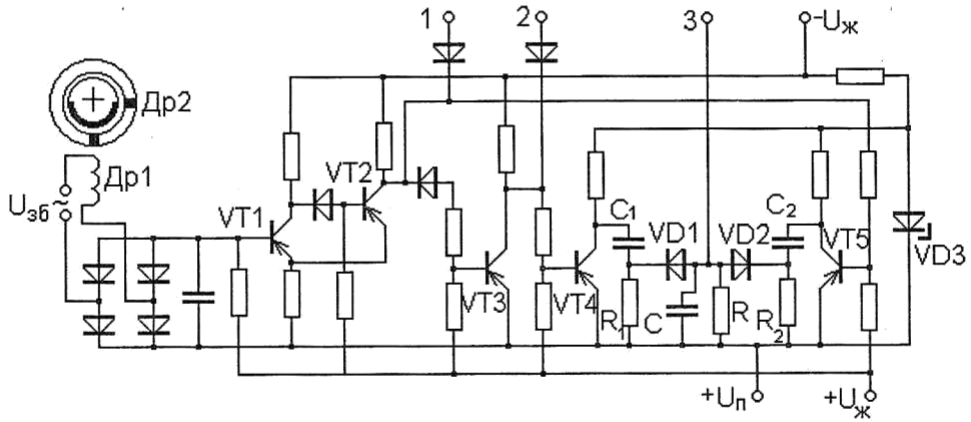 1 2 3 -Uж
Др2
Др1
Uзб
~
VT1
VT2
VT3
VT4
C1
VD1
VD2
C2
VT5
VD3
R1
C
R
R2
+Uп
+Uж